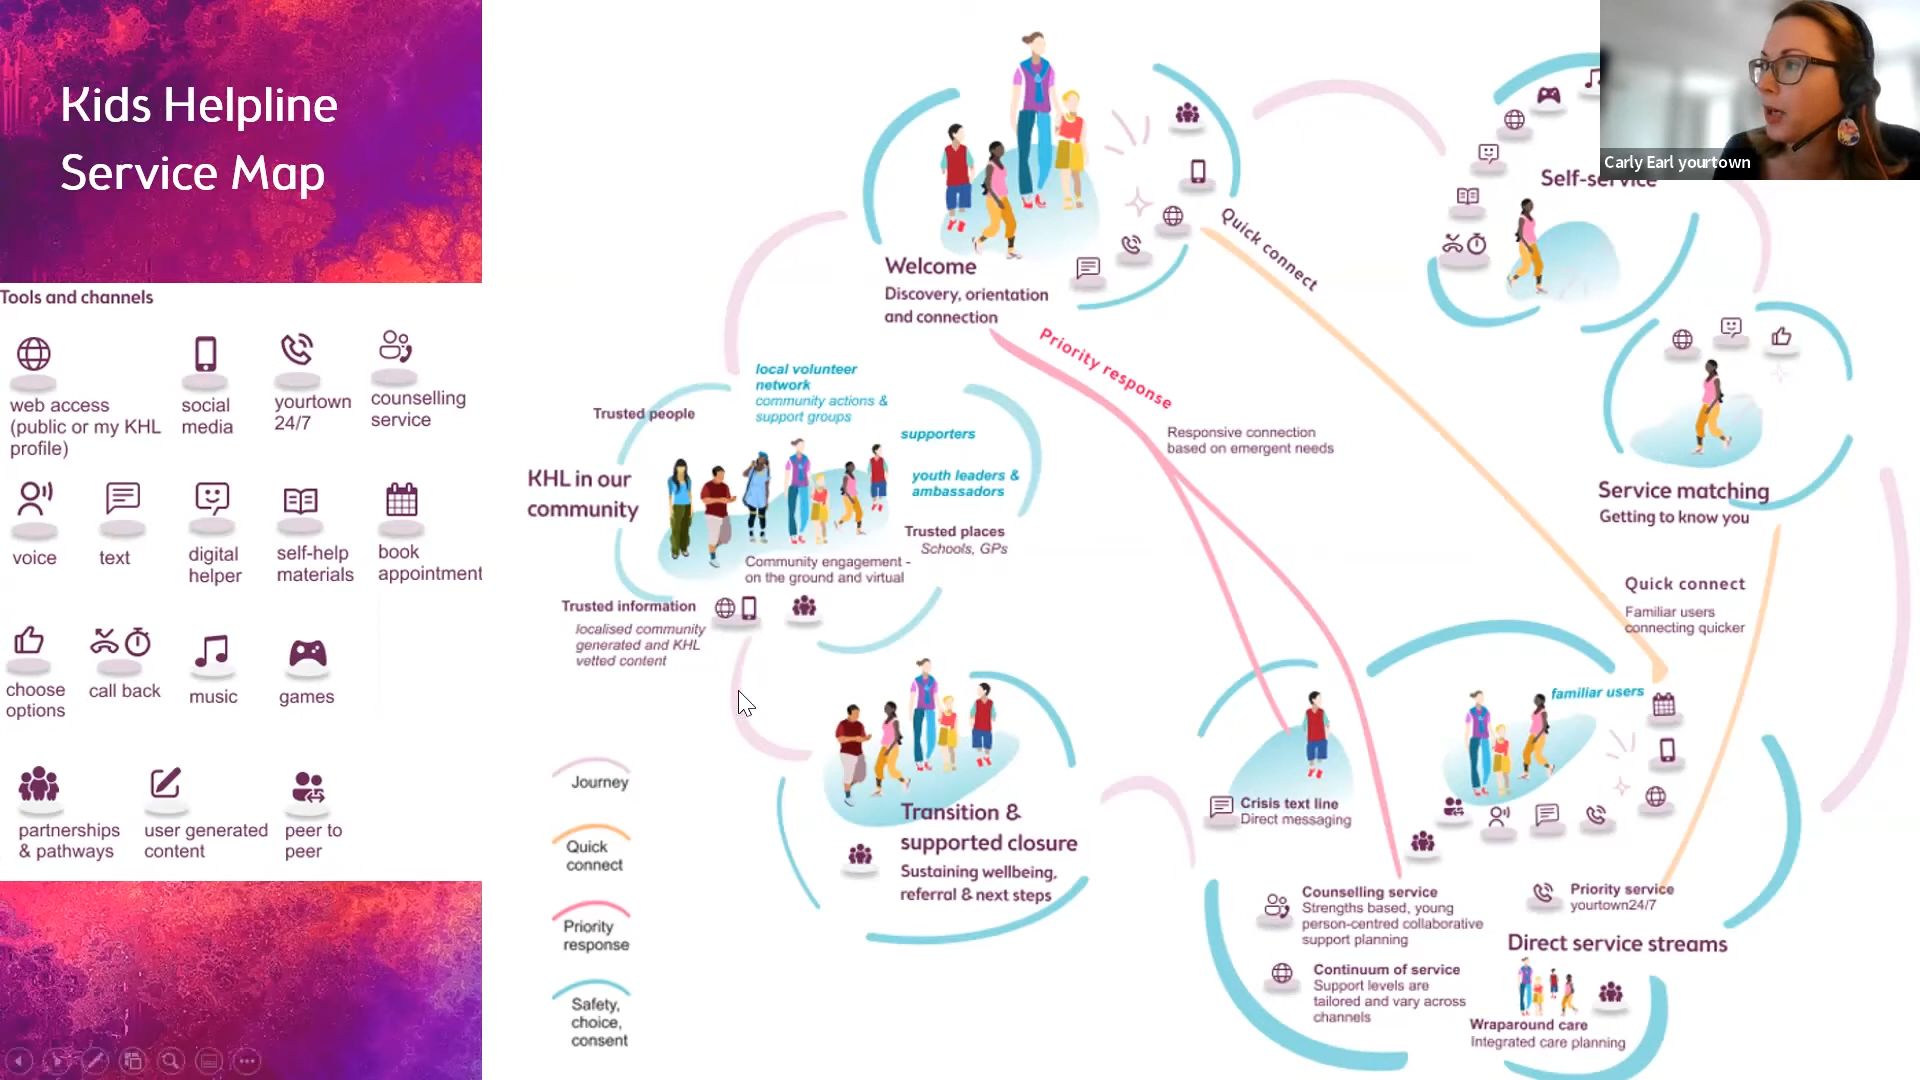 Kids Helpline
Service Map
Tools and channels
web access
(public or my KHL
profile)
social
media
yourtown
24/7
counselling
service
voice
text
digital
helper
self-help
materials
book
appointment
choose
options
call back
music
games
partnerships
& pathways
user generated
content
peer to
peer
Welcome
Discovery, orientation
and connection
Quick connect
Priority response
Responsive connection
based on emergent needs
Self-service
Carly Earl yourtown
Service matching
Getting to know you
Quick connect
Familiar users
connecting quicker
KHL in our
community
Trusted people
local volunteer
network
community actions &
support groups
supporters
youth leaders &
ambassadors
Trusted places
Schools, GPs
Community engagement -
on the ground and virtual
Trusted information
localised community
generated and KHL
vetted content
Journey
Quick
connect
Priority
response
Safety,
choice,
consent
Transition &
supported closure
Sustaining wellbeing,
referral & next steps
Crisis text line
Direct messaging
familiar users
Counselling service
Strengths based, young
person-centred collaborative
support planning
Continuum of service
Support levels are
tailored and vary across
channels
Priority service
yourtown24/7
Direct service streams
Wraparound care
Integrated care planning